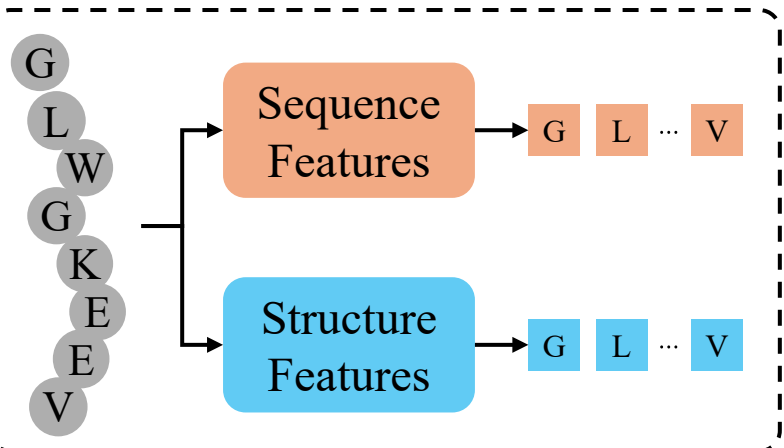 G
L
W
G
K
E
E
V
Sequence
Features
G L ... V
Structure
Features
G L ... V